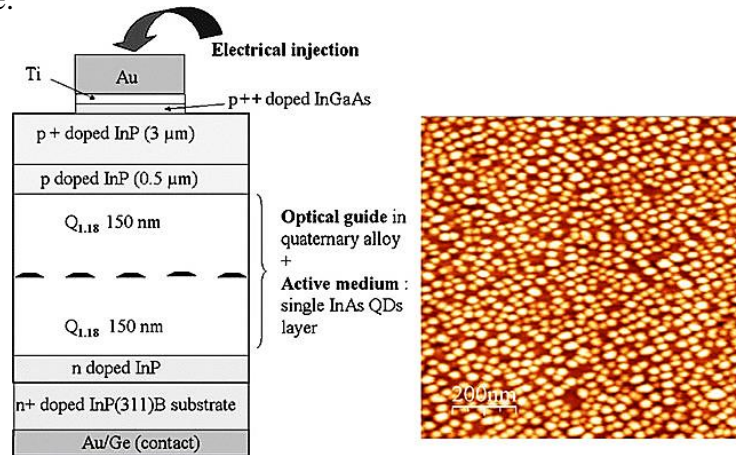 e.
Electrical injection
Ti
Au
p++ doped InGaAs
p + doped InP (3 µm)
p doped InP (0.5 µm)
Q1.18 150 nm
Optical guide in
quaternary alloy
+
Active medium :
single InAs QDs
layer
Q1.18 150 nm
n doped InP
n+ doped InP(311)B substrate
Au/Ge (contact)
200nm